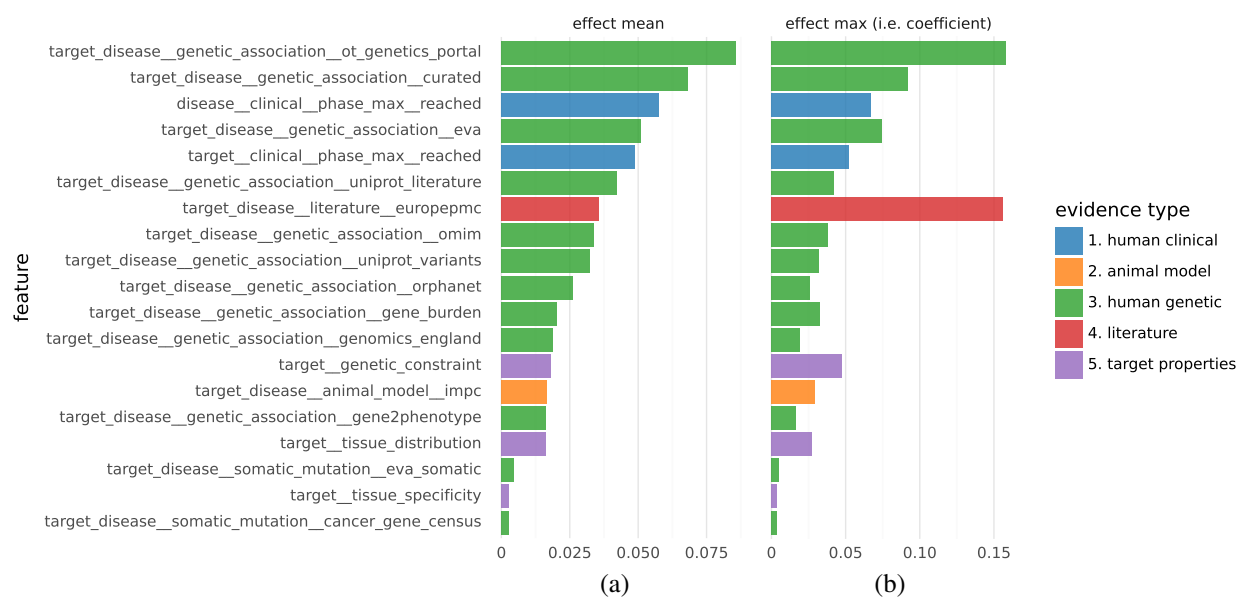 effect mean
effect max (i.e. coefficient)
target_disease__genetic_association__ot_genetics_portal
target_disease__genetic_association__curated
disease__clinical__phase_max__reached
target_disease__genetic_association__eva
target__clinical__phase_max__reached
target_disease__genetic_association__uniprot_literature
target_disease__literature__europepmc
target_disease__genetic_association__omim
target_disease__genetic_association__uniprot_variants
target_disease__genetic_association__orphanet
target_disease__genetic_association__gene_burden
target_disease__genetic_association__genomics_england
target__genetic_constraint
target_disease__animal_model__impc
target_disease__genetic_association__gene2phenotype
target__tissue_distribution
target_disease__somatic_mutation__eva_somatic
target__tissue_specificity
target_disease__somatic_mutation__cancer_gene_census
feature
0 0.025 0.050 0.075
0 0.05 0.10 0.15
(a)
(b)
evidence type
1. human clinical
2. animal model
3. human genetic
4. literature
5. target properties